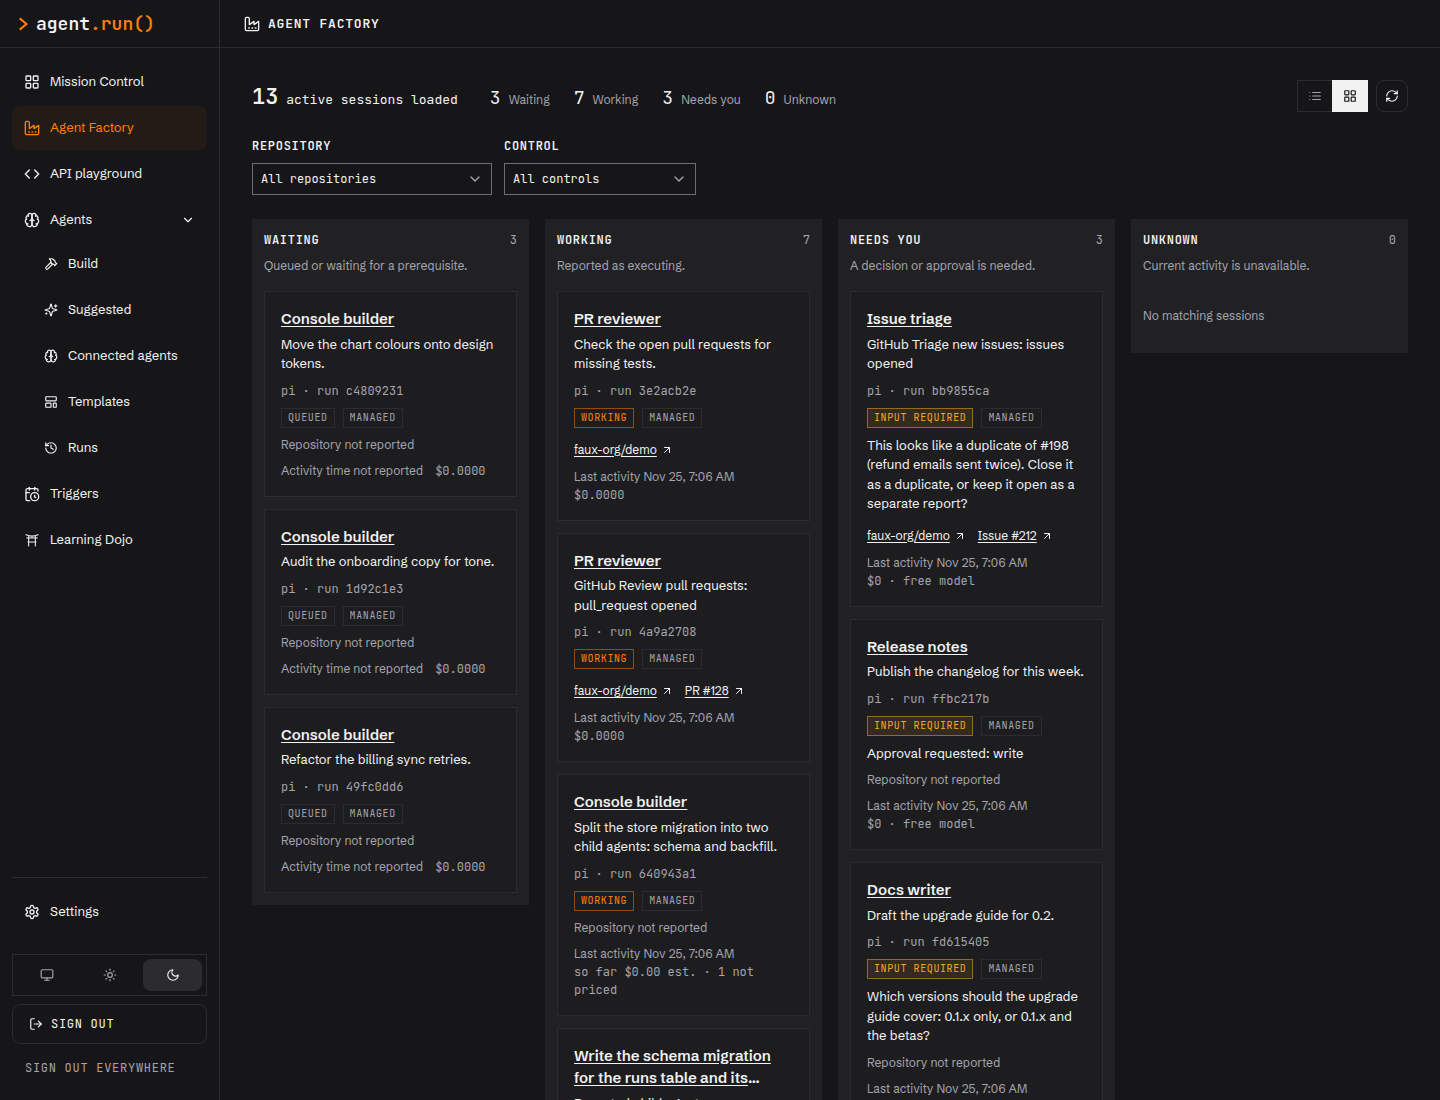 agent.run()
AGENT FACTORY
Mission Control
Agent Factory
API playground
Agents
Build
Suggested
Connected agents
Templates
Runs
Triggers
Learning Dojo
Settings
SIGN OUT
SIGN OUT EVERYWHERE
13 active sessions loaded 3 Waiting 7 Working 3 Needs you 0 Unknown
REPOSITORY
All repositories
CONTROL
All controls
WAITING 3
Queued or waiting for a prerequisite.
Console builder
Move the chart colours onto design
tokens.
pi · run c4809231
QUEUED MANAGED
Repository not reported
Activity time not reported $0.0000
Console builder
Audit the onboarding copy for tone.
pi · run 1d92c1e3
QUEUED MANAGED
Repository not reported
Activity time not reported $0.0000
Console builder
Refactor the billing sync retries.
pi · run 49fc0dd6
QUEUED MANAGED
Repository not reported
Activity time not reported $0.0000
WORKING 7
Reported as executing.
PR reviewer
Check the open pull requests for
missing tests.
pi · run 3e2acb2e
WORKING MANAGED
faux-org/demo
Last activity Nov 25, 7:06 AM
$0.0000
PR reviewer
GitHub Review pull requests:
pull_request opened
pi · run 4a9a2708
WORKING MANAGED
faux-org/demo PR #128
Last activity Nov 25, 7:06 AM
$0.0000
Console builder
Split the store migration into two
child agents: schema and backfill.
pi · run 640943a1
WORKING MANAGED
Repository not reported
Last activity Nov 25, 7:06 AM
so far $0.00 est. · 1 not
priced
Write the schema migration
for the runs table and its...
NEEDS YOU 3
A decision or approval is needed.
Issue triage
GitHub Triage new issues: issues
opened
pi · run bb9855ca
INPUT REQUIRED MANAGED
This looks like a duplicate of #198
(refund emails sent twice). Close it
as a duplicate, or keep it open as a
separate report?
faux-org/demo Issue #212
Last activity Nov 25, 7:06 AM
$0 · free model
Release notes
Publish the changelog for this week.
pi · run ffbc217b
INPUT REQUIRED MANAGED
Approval requested: write
Repository not reported
Last activity Nov 25, 7:06 AM
$0 · free model
Docs writer
Draft the upgrade guide for 0.2.
pi · run fd615405
INPUT REQUIRED MANAGED
Which versions should the upgrade
guide cover: 0.1.x only, or 0.1.x and
the betas?
Repository not reported
Last activity Nov 25, 7:06 AM
UNKNOWN 0
Current activity is unavailable.
No matching sessions